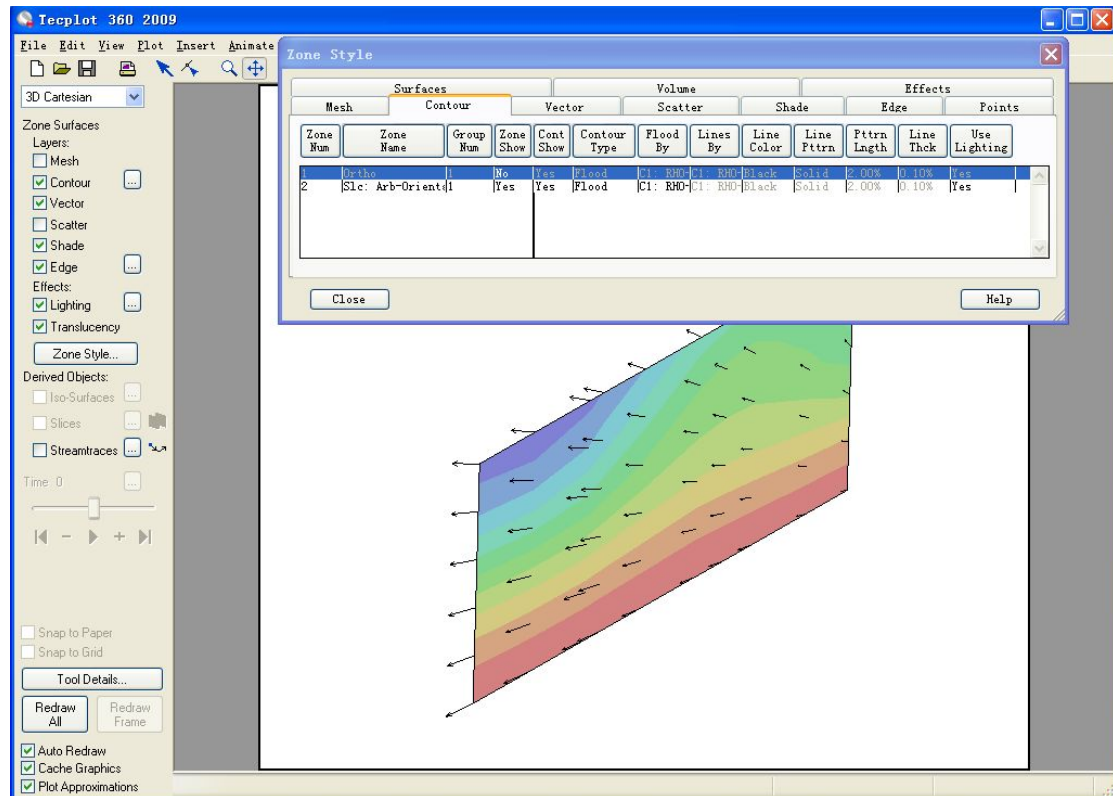 Tecplot 360 2009
File Edit View Plot Insert Animate
3D Cartesian
Zone Surfaces
Layers:
Mesh
Contour
Vector
Scatter
Shade
Edge
Effects:
Lighting
Translucency
Zone Style...
Derived Objects:
Iso-Surfaces
Slices
Streamtraces
Time: 0
Snap to Paper
Snap to Grid
Tool Details...
Redraw All Redraw Frame
Auto Redraw
Cache Graphics
Plot Approximations
Zone Style
Surfaces Volume Effects
Mesh Contour Vector Scatter Shade Edge Points
Zone Num Zone Name Group Num Zone Show Cont Show Contour Type Flood By Lines By Line Color Line Pttrn Pttrn Lngth Line Thck Use Lighting
1 Ortho 1 No Yes Flood C1: RHO- C1: RHO- Black Solid 2.00% 0.10% Yes
2 Slc: Arb-Oriente 1 Yes Yes Flood C1: RHO- C1: RHO- Black Solid 2.00% 0.10% Yes
Close Help